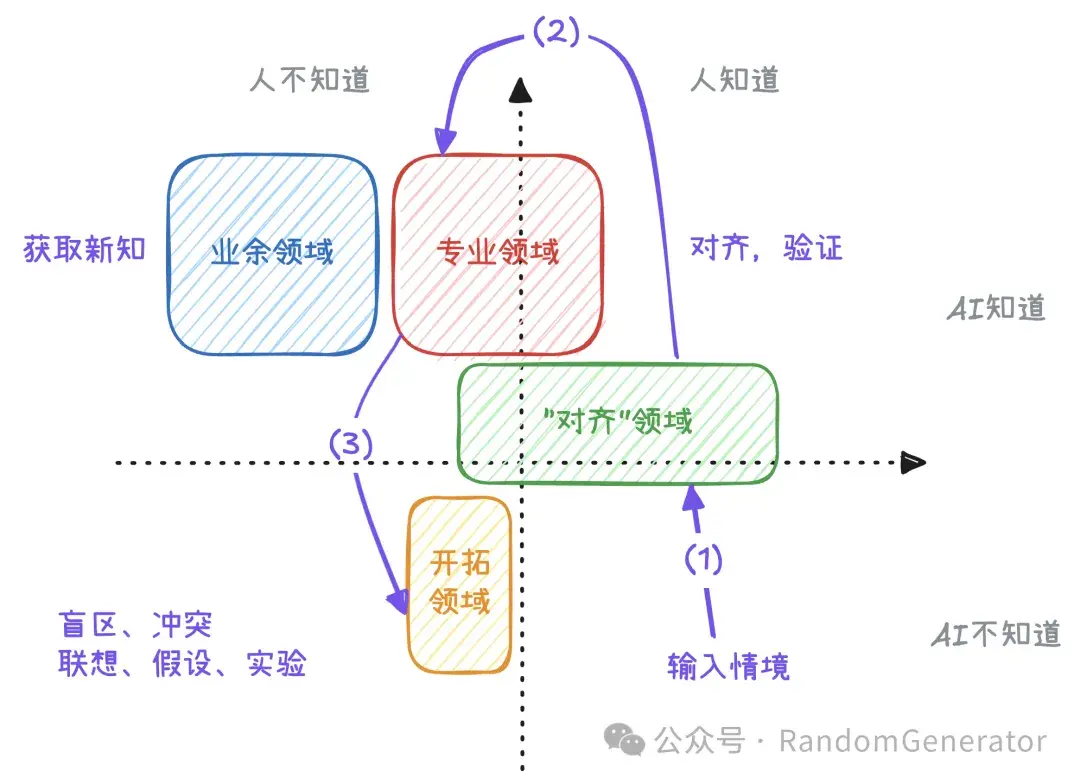 (2)
人不知道
人知道
获取新知
业余领域
专业领域
对齐，验证
AI知道
"对齐"领域
(3)
(1)
开拓
领域
盲区、冲突
联想、假设、实验
输入情境
AI不知道
公众号 · RandomGenerator